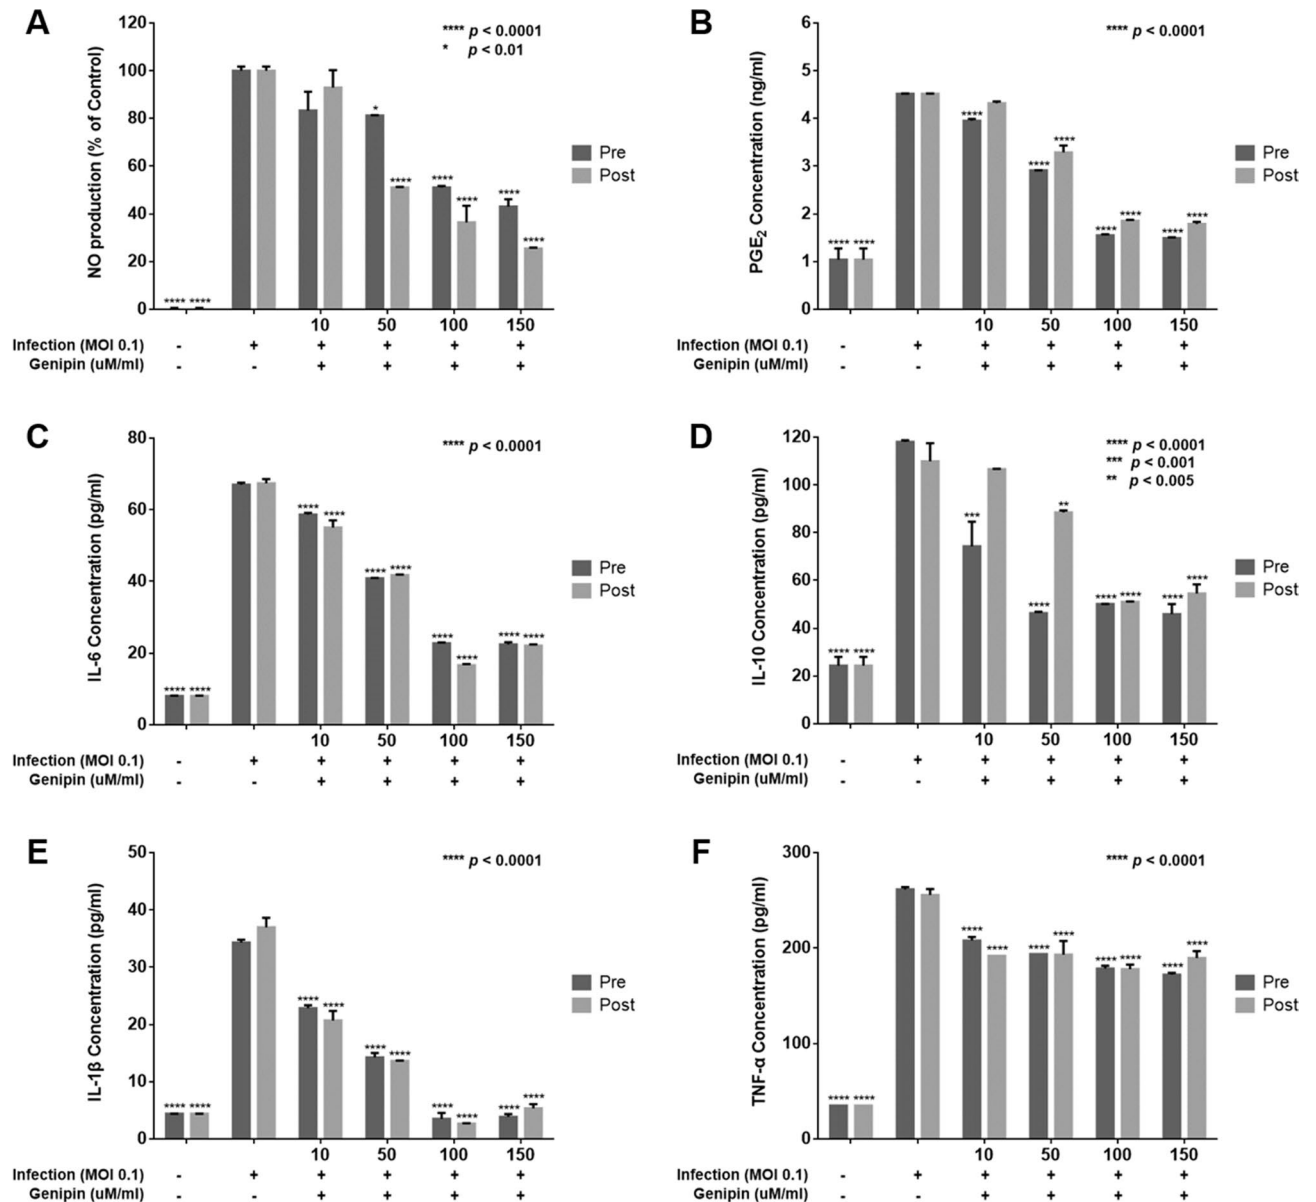 A
**** p < 0.0001
* p < 0.01
NO production (% of Control)
120
100
80
60
40
20
0
**** ****
*
****
**** ****
**** ****
Pre
Post
10 50 100 150
Infection (MOI 0.1) - + + + + +
Genipin (uM/ml) - - + + + +
B
**** p < 0.0001
PGE2 Concentration (ng/ml)
6
5
4
3
2
1
0
**** ****
****
**** ****
**** ****
**** ****
Pre
Post
10 50 100 150
Infection (MOI 0.1) - + + + + +
Genipin (uM/ml) - - + + + +
C
**** p < 0.0001
IL-6 Concentration (pg/ml)
80
60
40
20
0
**** ****
**** ****
**** ****
**** ****
**** ****
Pre
Post
10 50 100 150
Infection (MOI 0.1) - + + + + +
Genipin (uM/ml) - - + + + +
D
**** p < 0.0001
*** p < 0.001
** p < 0.005
IL-10 Concentration (pg/ml)
120
100
80
60
40
20
0
**** ****
***
**** **
**** ****
**** ****
Pre
Post
10 50 100 150
Infection (MOI 0.1) - + + + + +
Genipin (uM/ml) - - + + + +
E
**** p < 0.0001
IL-1β Concentration (pg/ml)
50
40
30
20
10
0
**** ****
**** ****
**** ****
**** ****
**** ****
Pre
Post
10 50 100 150
Infection (MOI 0.1) - + + + + +
Genipin (uM/ml) - - + + + +
F
**** p < 0.0001
TNF-α Concentration (pg/ml)
300
200
100
0
**** ****
**** ****
**** ****
**** ****
**** ****
Pre
Post
10 50 100 150
Infection (MOI 0.1) - + + + + +
Genipin (uM/ml) - - + + + +